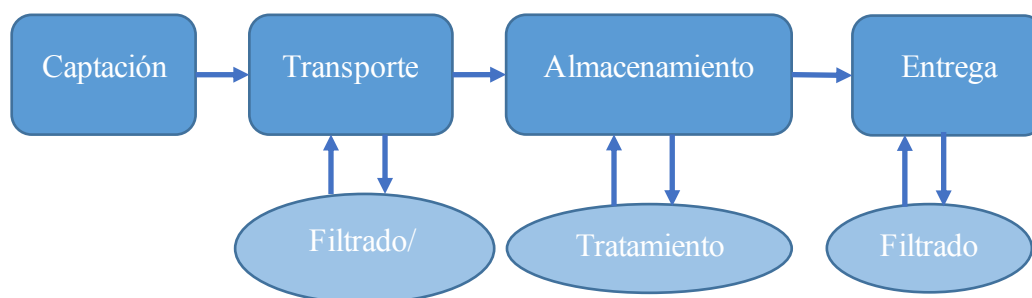 Captación
Transporte
Almacenamiento
Entrega
Filtrado/
Tratamiento
Filtrado